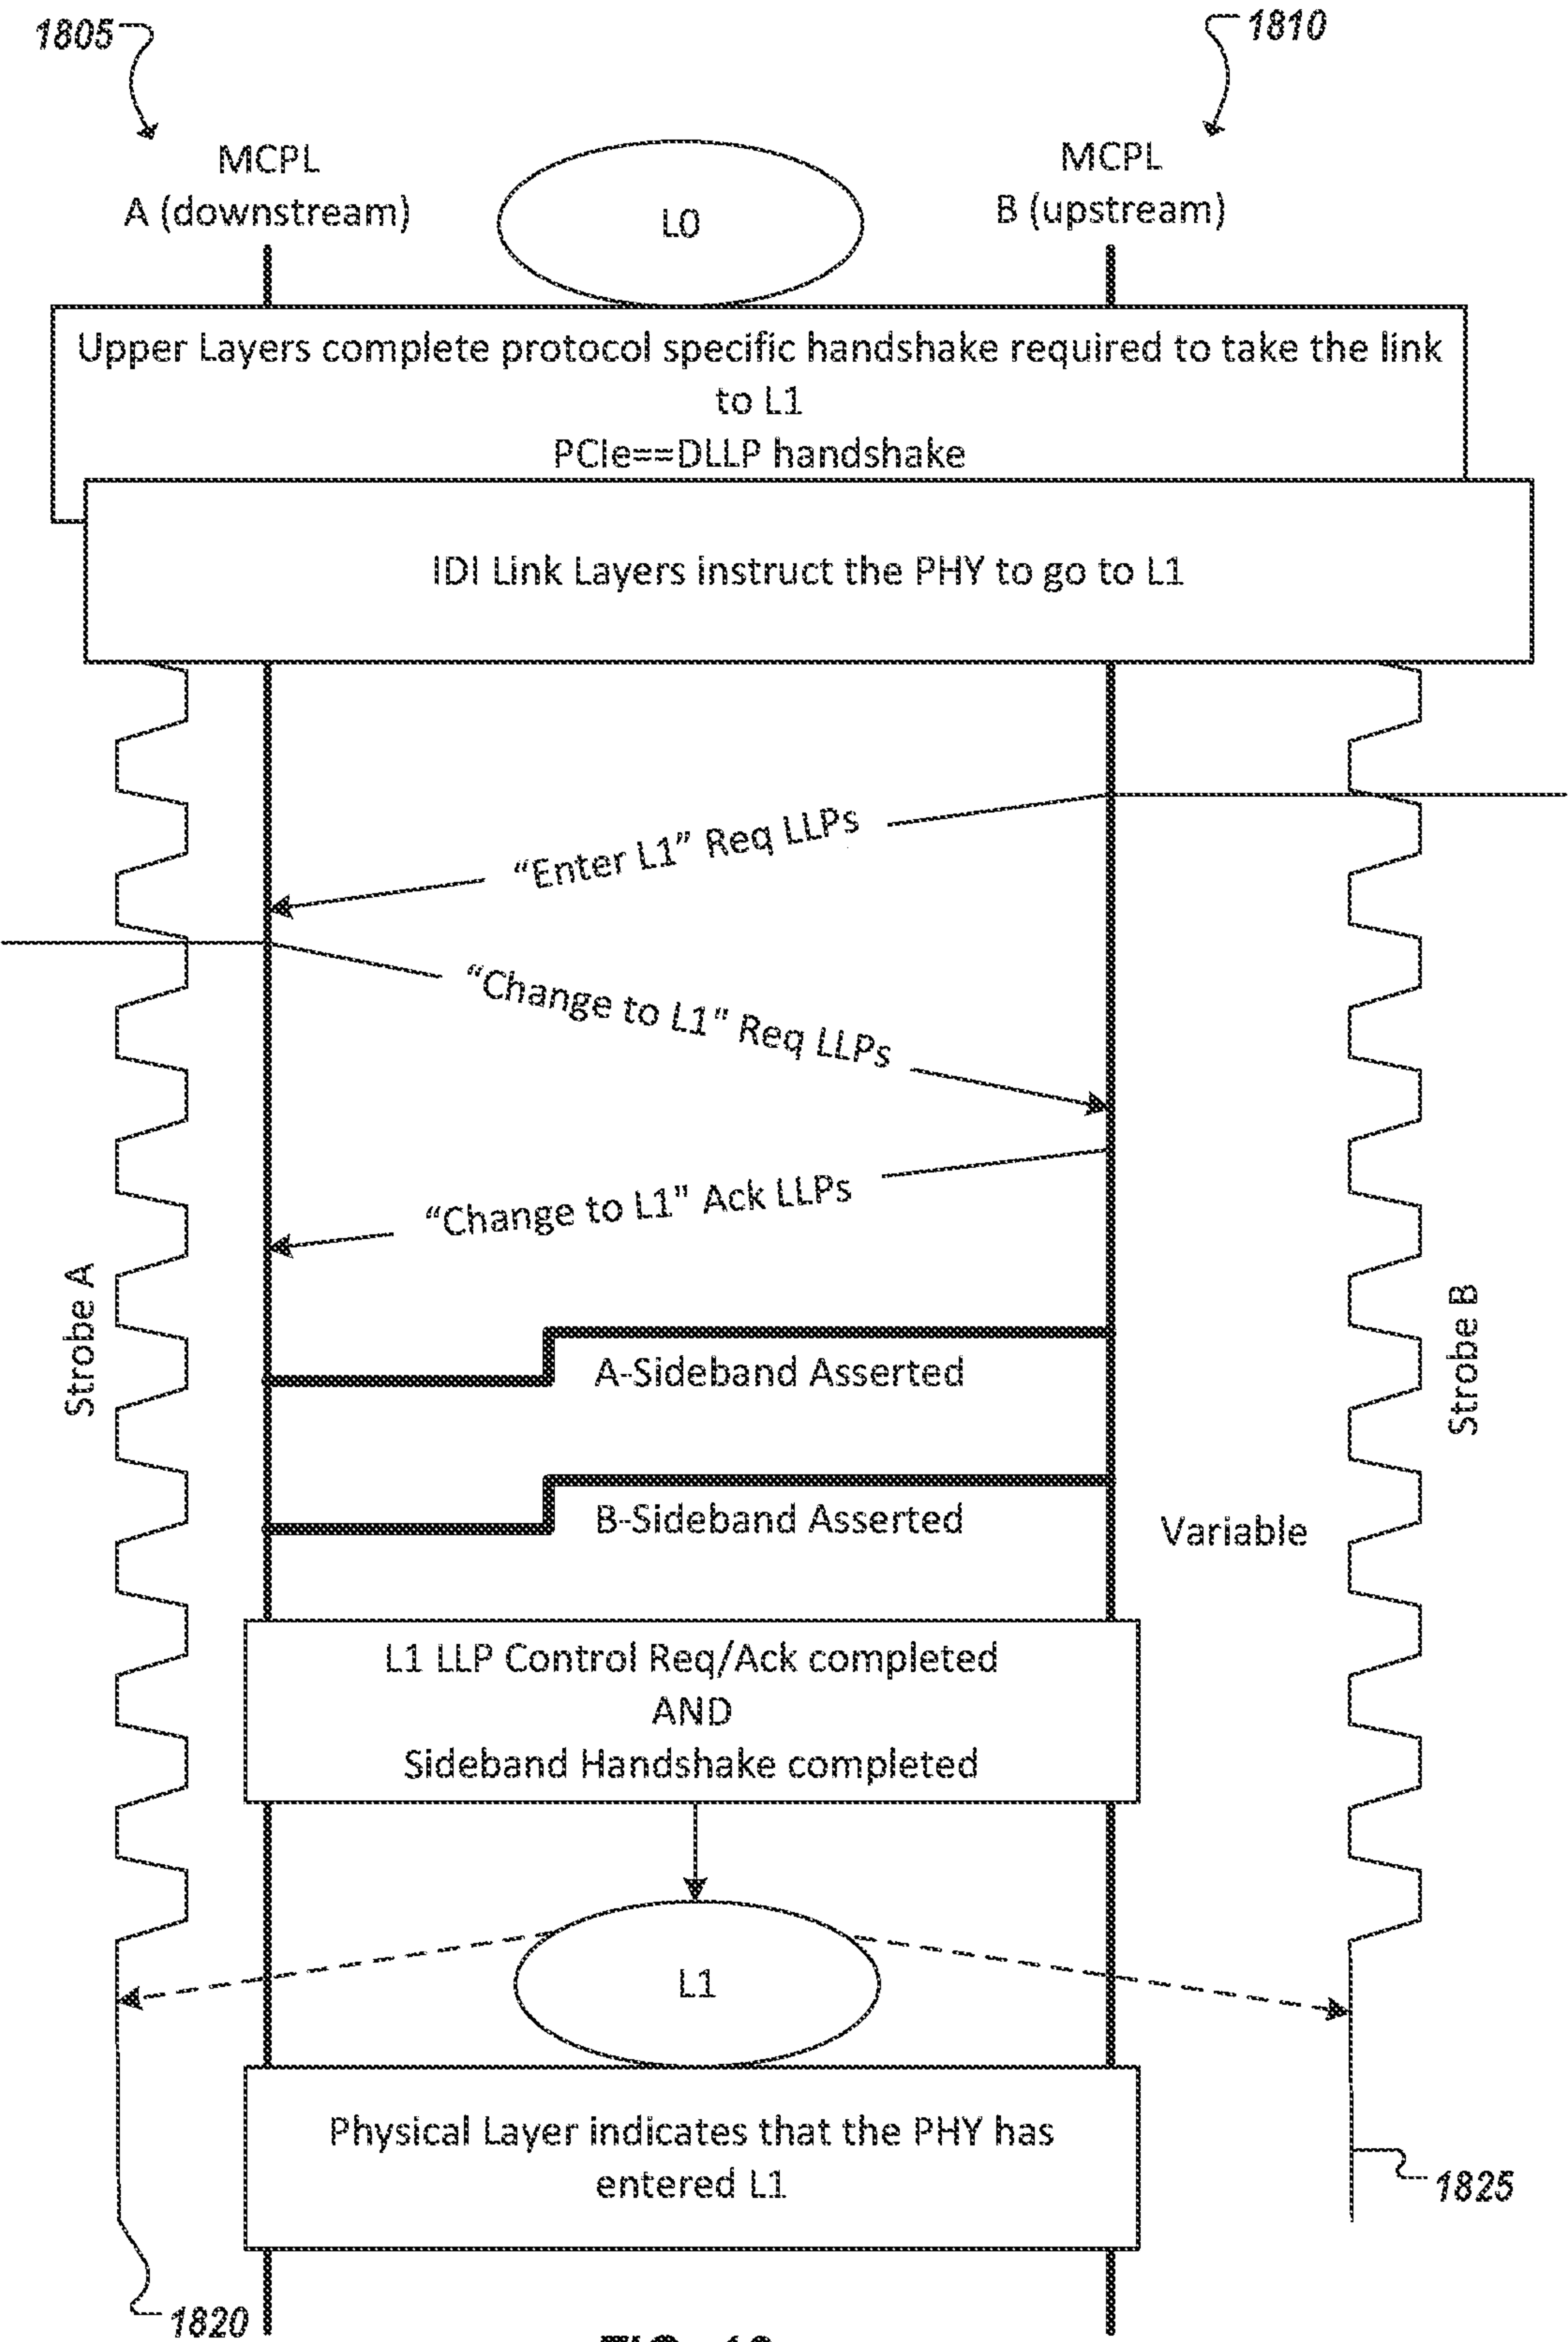 1805
1810
MCPL
A (downstream)
L0
MCPL
B (upstream)
Upper Layers complete protocol specific handshake required to take the link
to L1
PCIe==DLLP handshake
IDI Link Layers instruct the PHY to go to L1
“Enter L1” Req LLPs
“Change to L1" Req LLPs
“Change to L1" Ack LLPs
Strobe A
A-Sideband Asserted
Strobe B
B-Sideband Asserted
Variable
L1 LLP Control Req/Ack completed
AND
Sideband Handshake completed
L1
Physical Layer indicates that the PHY has
entered L1
1825
1820